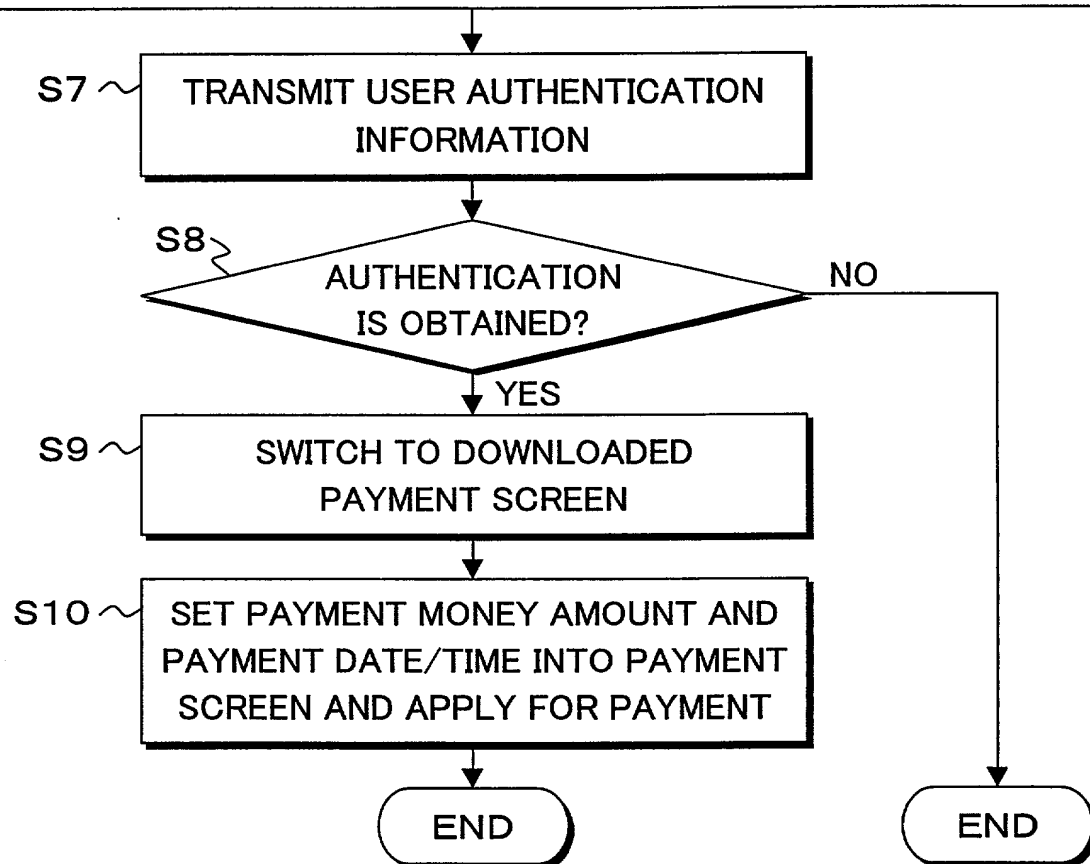 S7
TRANSMIT USER AUTHENTICATION
INFORMATION
S8
AUTHENTICATION
IS OBTAINED?
NO
YES
S9
SWITCH TO DOWNLOADED
PAYMENT SCREEN
S10
SET PAYMENT MONEY AMOUNT AND
PAYMENT DATE/TIME INTO PAYMENT
SCREEN AND APPLY FOR PAYMENT
END
END